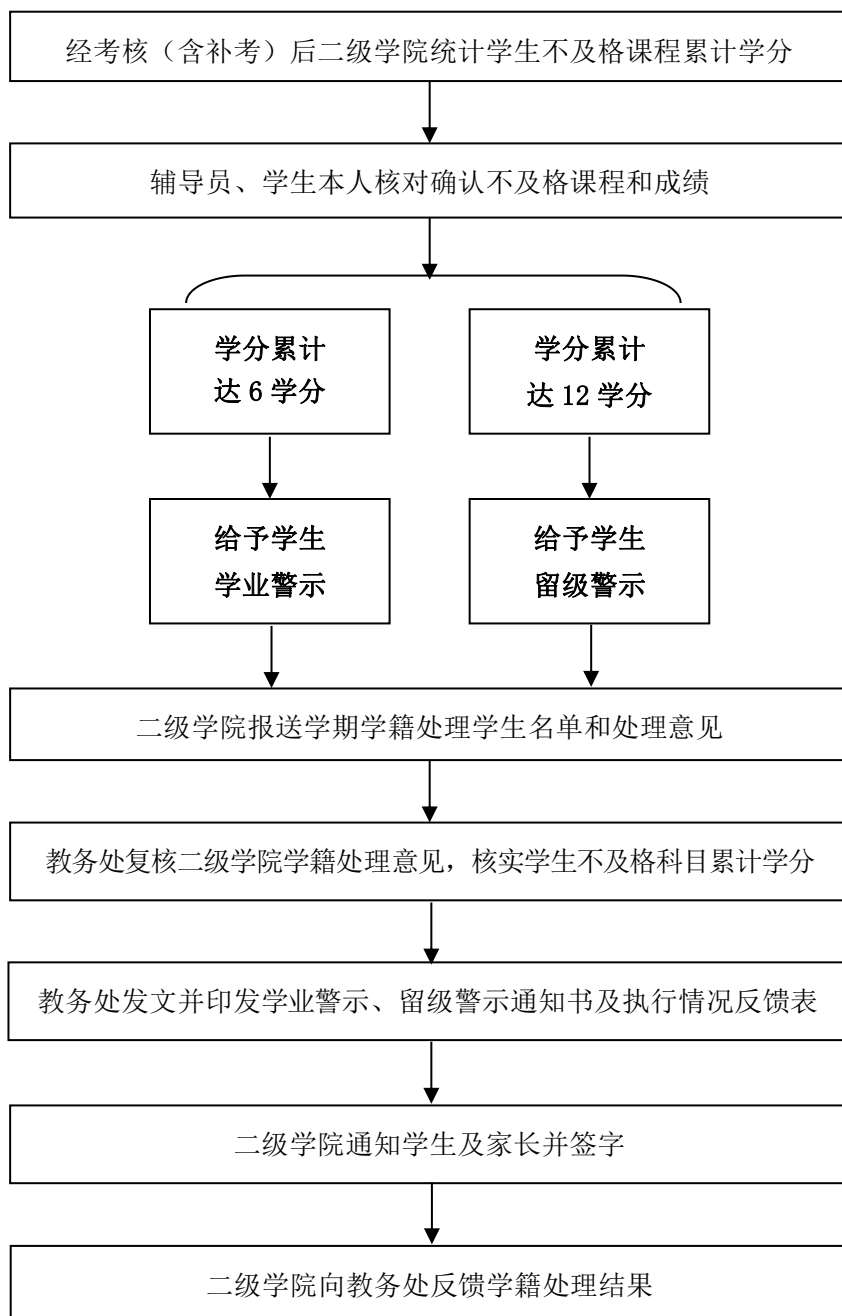 经考核（含补考）后二级学院统计学生不及格课程累计学分
辅导员、学生本人核对确认不及格课程和成绩
学分累计
达 6 学分
学分累计
达 12 学分
给予学生
学业警示
给予学生
留级警示
二级学院报送学期学籍处理学生名单和处理意见
教务处复核二级学院学籍处理意见，核实学生不及格科目累计学分
教务处发文并印发学业警示、留级警示通知书及执行情况反馈表
二级学院通知学生及家长并签字
二级学院向教务处反馈学籍处理结果